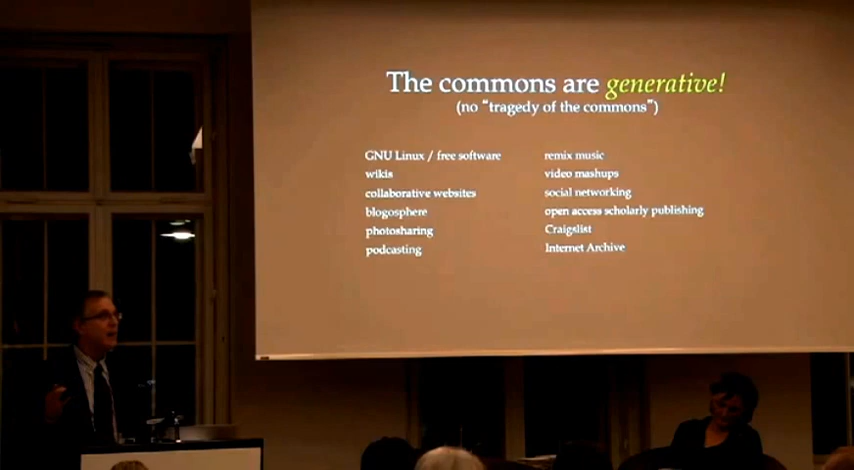 The commons are generative!
(no "tragedy of the commons")
GNU Linux / free software
wikis
collaborative websites
blogosphere
photosharing
podcasting
remix music
video mashups
social networking
open access scholarly publishing
Craigslist
Internet Archive